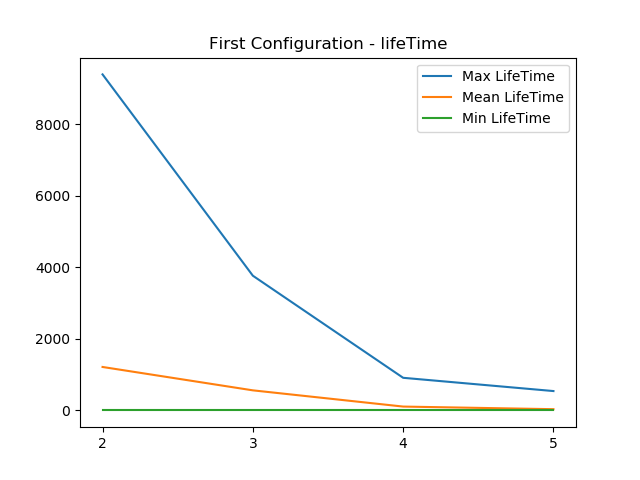 First Configuration - lifeTime
Max LifeTime
Mean LifeTime
Min LifeTime
8000
6000
4000
2000
0
2 3 4 5